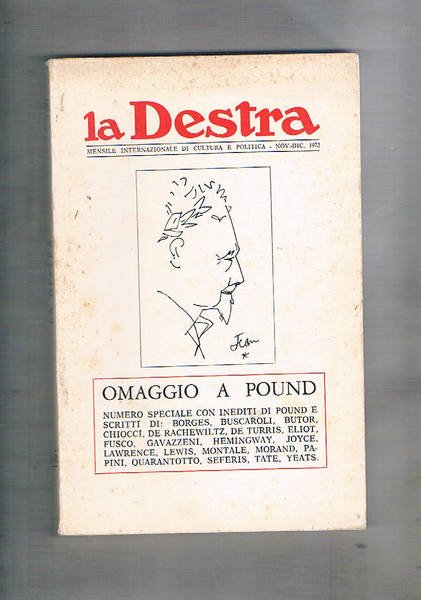 la Destra
MENSILE INTERNAZIONALE DI CULTURA E POLITICA - NOV.-DIC. 1972
Jean
OMAGGIO A POUND
NUMERO SPECIALE CON INEDITI DI POUND E
SCRITTI DI: BORGES, BUSCAROLI, BUTOR,
CHIOCCI, DE RACHEWILTZ, DE TURRIS, ELIOT,
FUSCO, GAVAZZENI, HEMINGWAY, JOYCE,
LAWRENCE, LEWIS, MONTALE, MORAND, PA-
PINI, QUARANTOTTO, SEFERIS, TATE, YEATS.